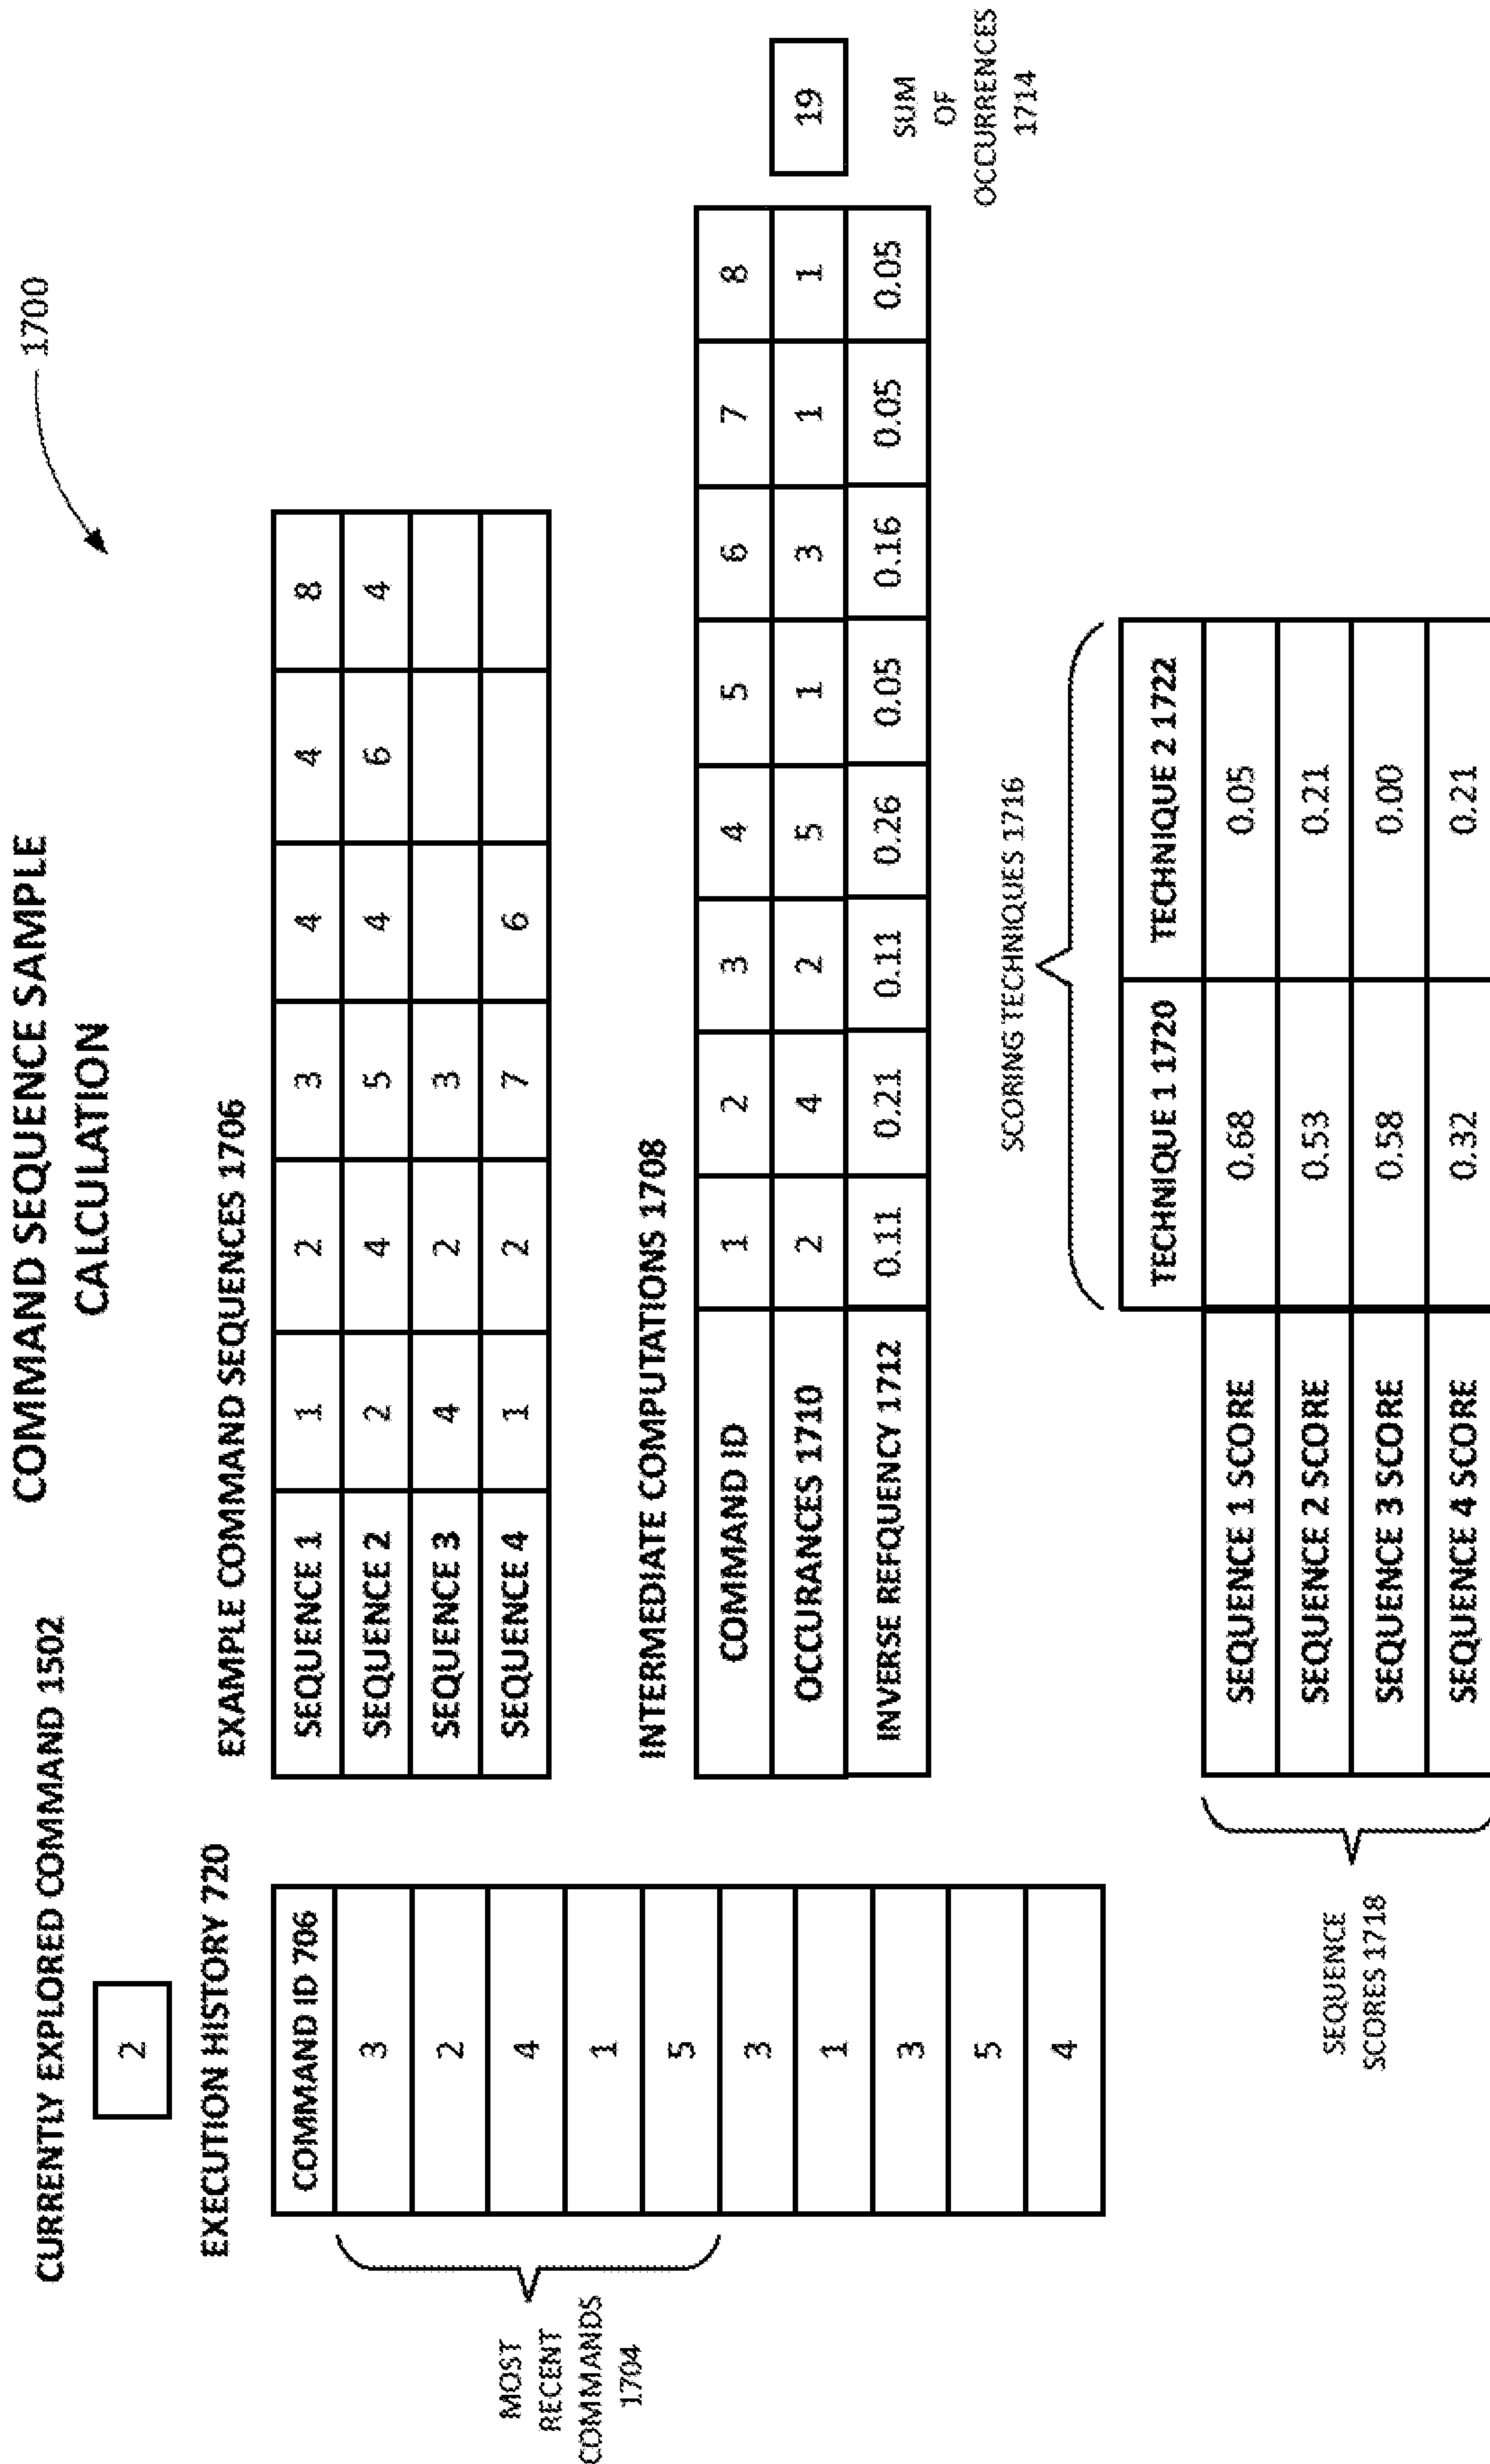 COMMAND SEQUENCE SAMPLE
CALCULATION
1700
CURRENTLY EXPLORED COMMAND 1502
2
EXECUTION HISTORY 720
COMMAND ID 706
3
2
4
1
5
3
1
3
5
4
MOST
RECENT
COMMANDS
1704
EXAMPLE COMMAND SEQUENCES 1706
SEQUENCE 1 1 2 3 4 4 8
SEQUENCE 2 2 4 5 4 6 4
SEQUENCE 3 4 2 3
SEQUENCE 4 1 2 7 6
INTERMEDIATE COMPUTATIONS 1708
COMMAND ID 1 2 3 4 5 6 7 8
OCCURANCES 1710 2 4 2 5 1 3 1 1
19
INVERSE REFQUENCY 1712 0.11 0.21 0.11 0.26 0.05 0.16 0.05 0.05
SUM
OF
OCCURRENCES
1714
SCORING TECHNIQUES 1716
TECHNIQUE 1 1720 TECHNIQUE 2 1722
SEQUENCE 1 SCORE 0.68 0.05
SEQUENCE 2 SCORE 0.53 0.21
SEQUENCE 3 SCORE 0.58 0.00
SEQUENCE 4 SCORE 0.32 0.21
SEQUENCE
SCORES 1718